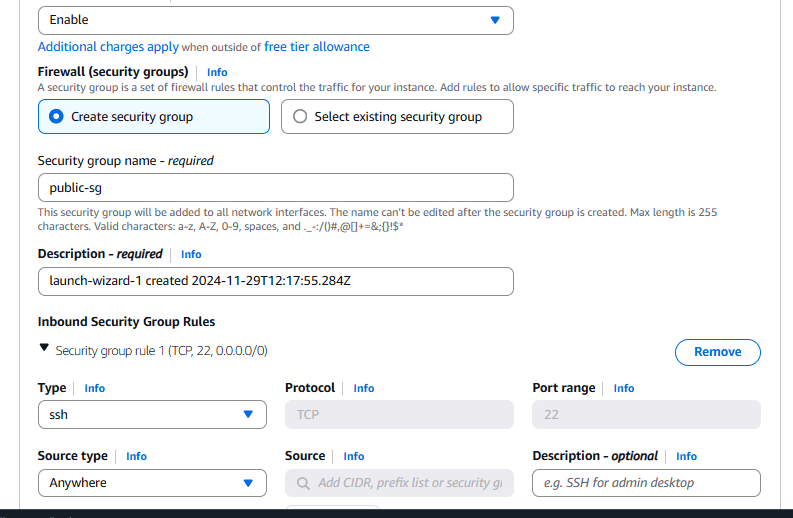 Enable
Additional charges apply when outside of free tier allowance
Firewall (security groups) Info
A security group is a set of firewall rules that control the traffic for your instance. Add rules to allow specific traffic to reach your instance.
Create security group Select existing security group
Security group name - required
public-sg
This security group will be added to all network interfaces. The name can't be edited after the security group is created. Max length is 255
characters. Valid characters: a-z, A-Z, 0-9, spaces, and ._-:/()#,@[]+=&;{}!$*
Description - required Info
launch-wizard-1 created 2024-11-29T12:17:55.284Z
Inbound Security Group Rules
Security group rule 1 (TCP, 22, 0.0.0.0/0) Remove
Type Info Protocol Info Port range Info
ssh TCP 22
Source type Info Source Info Description - optional Info
Anywhere Add CIDR, prefix list or security g e.g. SSH for admin desktop